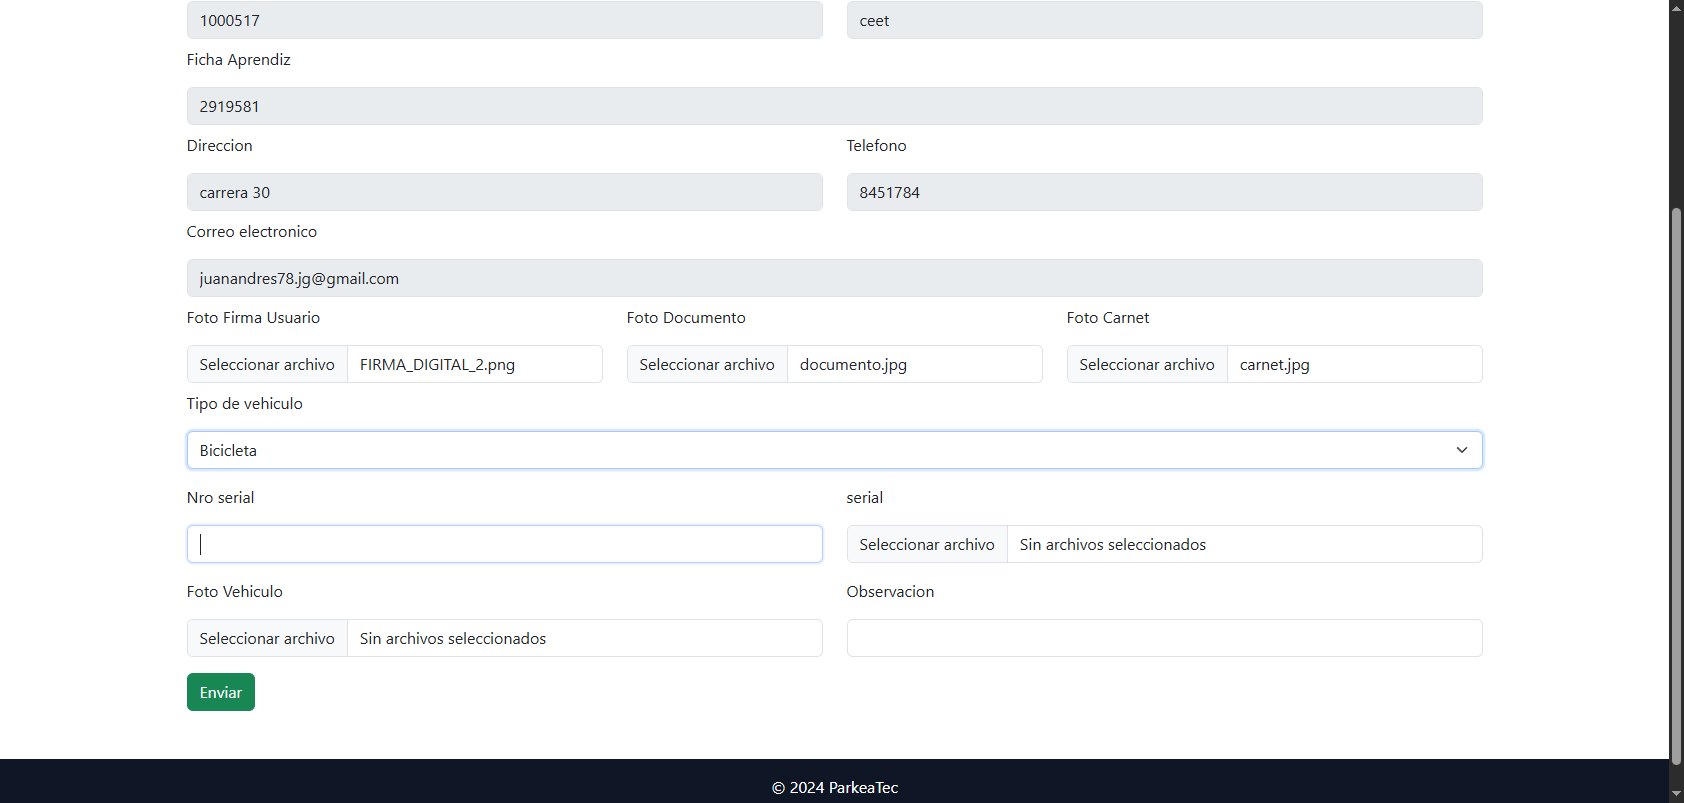 1000517 ceet
Ficha Aprendiz
2919581
Direccion Telefono
carrera 30 8451784
Correo electronico
juanandres78.jg@gmail.com
Foto Firma Usuario Foto Documento Foto Carnet
Seleccionar archivo FIRMA_DIGITAL_2.png Seleccionar archivo documento.jpg Seleccionar archivo carnet.jpg
Tipo de vehiculo
Bicicleta
Nro serial serial
Seleccionar archivo Sin archivos seleccionados
Foto Vehiculo Observacion
Seleccionar archivo Sin archivos seleccionados
Enviar
© 2024 ParkeaTec